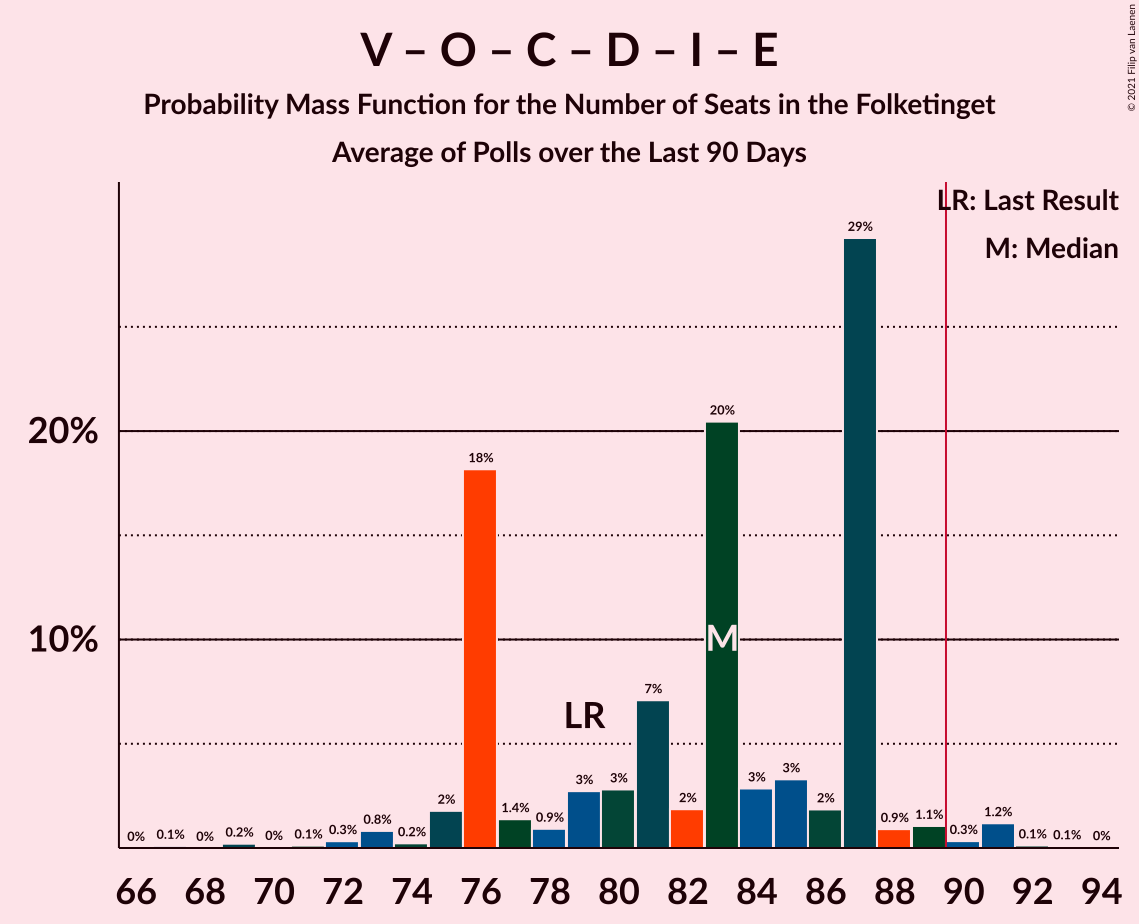 V – O – C – D – I – E
Probability Mass Function for the Number of Seats in the Folketinget
Average of Polls over the Last 90 Days
© 2021 Filip van Laenen
LR: Last Result
M: Median
20%
10%
0% 0.1% 0% 0.2% 0% 0.1% 0.3% 0.8% 0.2% 2% 18% 1.4% 0.9% 3% 3% 7% 2% 20% 3% 3% 2% 29% 0.9% 1.1% 0.3% 1.2% 0.1% 0.1% 0%
LR
M
66 68 70 72 74 76 78 80 82 84 86 88 90 92 94